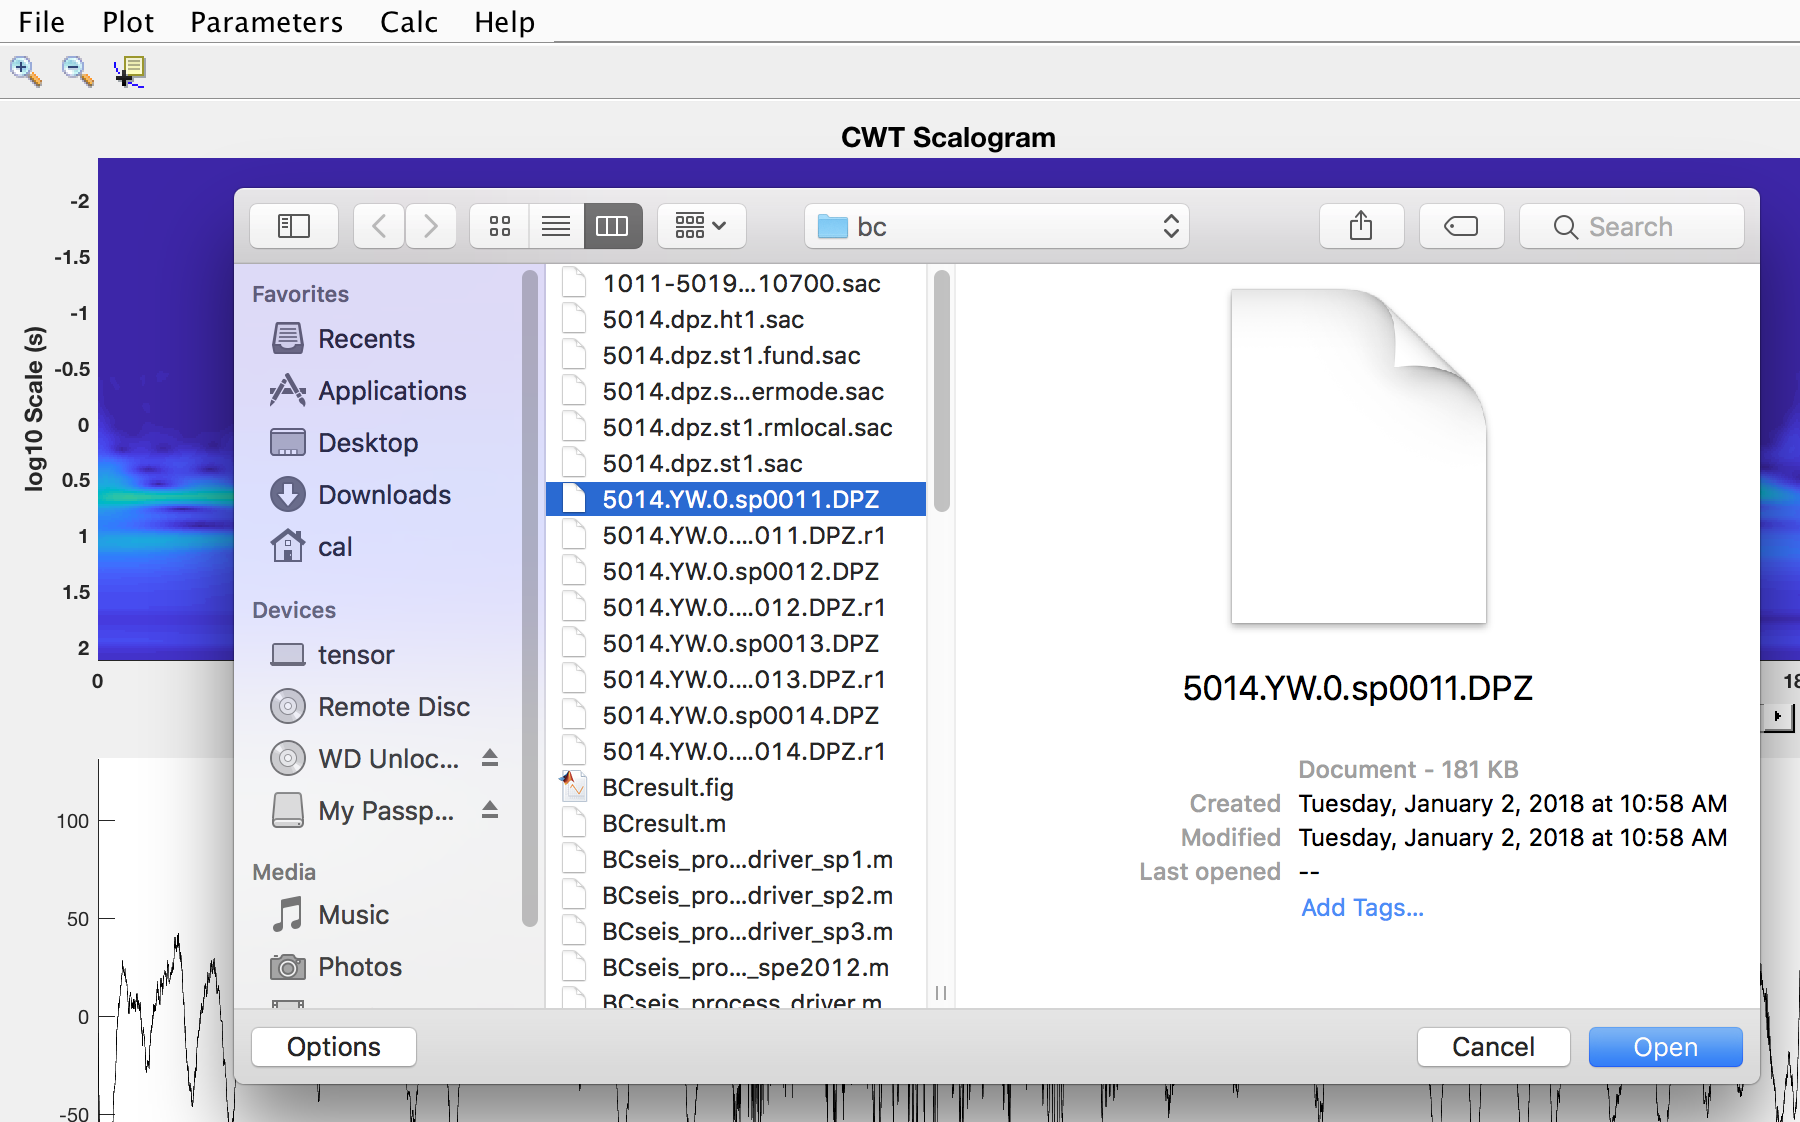 File Plot Parameters Calc Help
CWT Scalogram
log10 Scale (s)
-2
-1.5
-1
-0.5
0
0.5
1
1.5
2
0
18
100
50
0
-50
bc
Search
Favorites
Recents
Applications
Desktop
Downloads
cal
Devices
tensor
Remote Disc
WD Unloc...
My Passp...
Media
Music
Photos
1011-5019...10700.sac
5014.dpz.ht1.sac
5014.dpz.st1.fund.sac
5014.dpz.s...ermode.sac
5014.dpz.st1.rmlocal.sac
5014.dpz.st1.sac
5014.YW.0.sp0011.DPZ
5014.YW.0....011.DPZ.r1
5014.YW.0.sp0012.DPZ
5014.YW.0....012.DPZ.r1
5014.YW.0.sp0013.DPZ
5014.YW.0....013.DPZ.r1
5014.YW.0.sp0014.DPZ
5014.YW.0....014.DPZ.r1
BCresult.fig
BCresult.m
BCseis_pro...driver_sp1.m
BCseis_pro...driver_sp2.m
BCseis_pro...driver_sp3.m
BCseis_pro..._spe2012.m
BCseis_process_driver.m
5014.YW.0.sp0011.DPZ
Document - 181 KB
Created Tuesday, January 2, 2018 at 10:58 AM
Modified Tuesday, January 2, 2018 at 10:58 AM
Last opened --
Add Tags...
Options
Cancel
Open